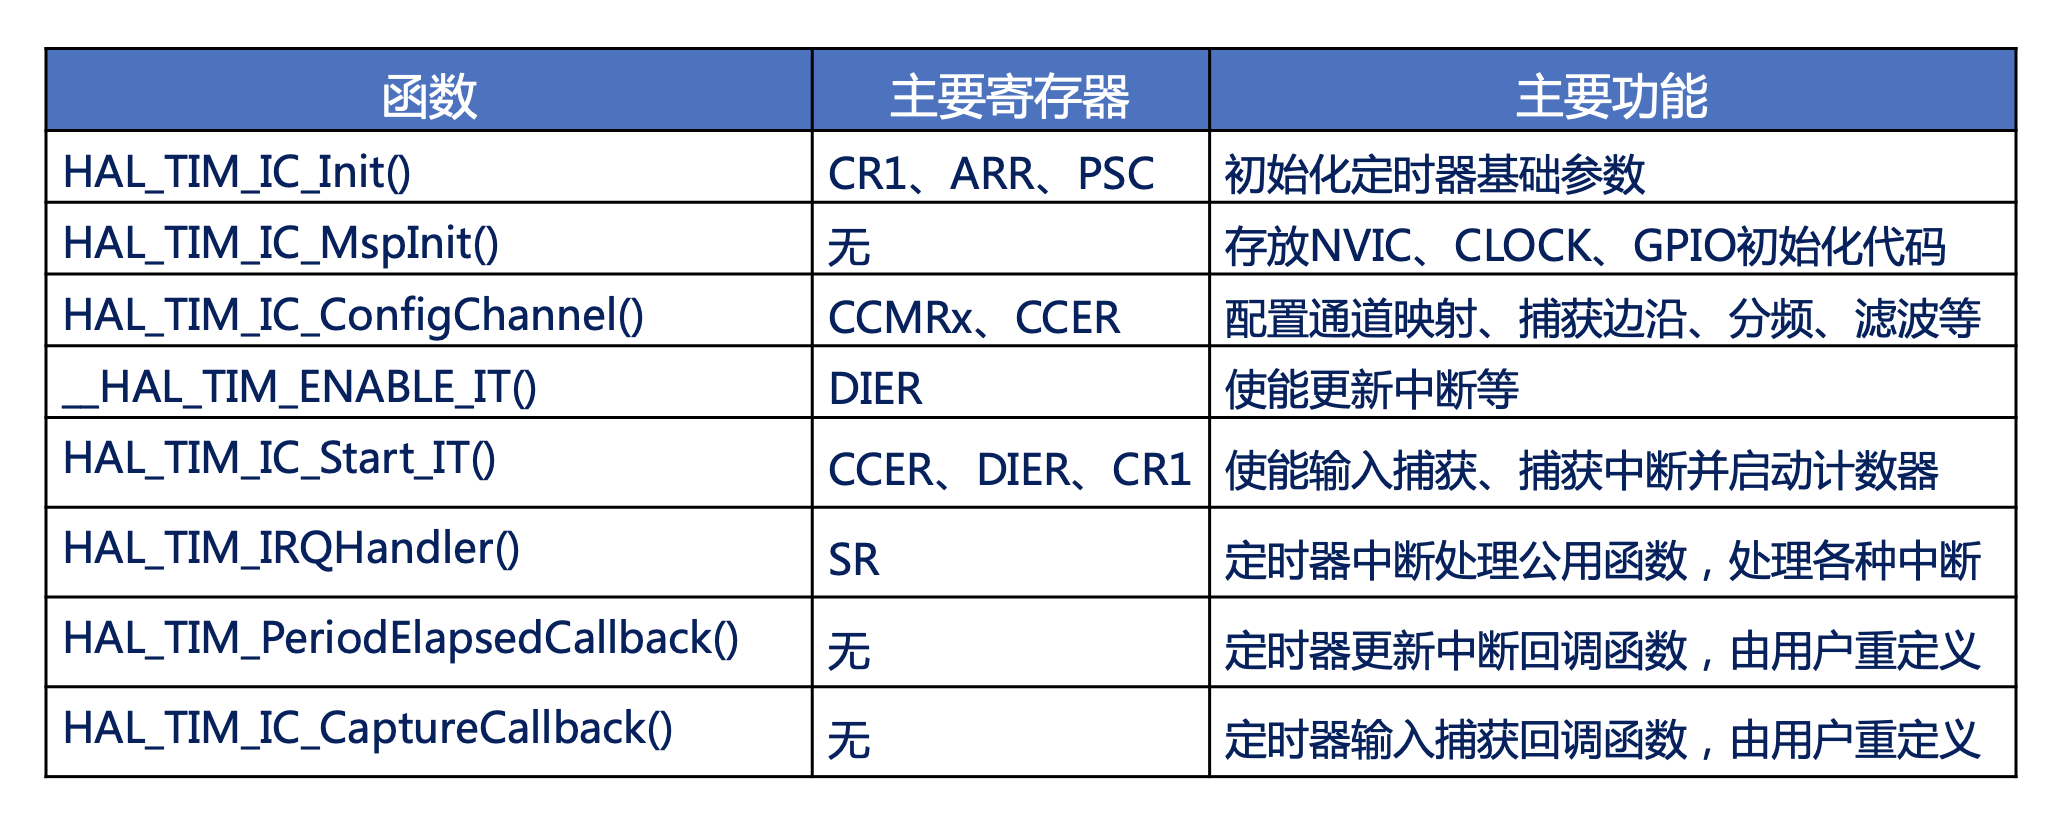 函数 主要寄存器 主要功能
HAL_TIM_IC_Init() CR1、ARR、PSC 初始化定时器基础参数
HAL_TIM_IC_MspInit() 无 存放NVIC、CLOCK、GPIO初始化代码
HAL_TIM_IC_ConfigChannel() CCMRx、CCER 配置通道映射、捕获边沿、分频、滤波等
__HAL_TIM_ENABLE_IT() DIER 使能更新中断等
HAL_TIM_IC_Start_IT() CCER、DIER、CR1 使能输入捕获、捕获中断并启动计数器
HAL_TIM_IRQHandler() SR 定时器中断处理公用函数，处理各种中断
HAL_TIM_PeriodElapsedCallback() 无 定时器更新中断回调函数，由用户重定义
HAL_TIM_IC_CaptureCallback() 无 定时器输入捕获回调函数，由用户重定义